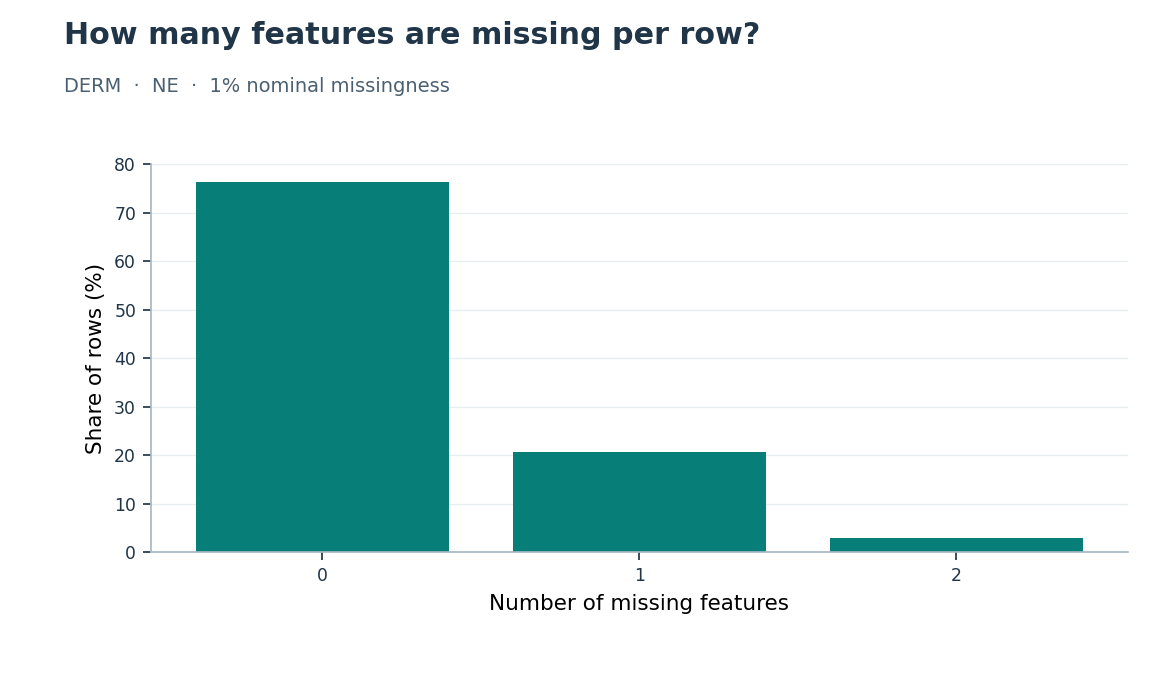 How many features are missing per row?
DERM · NE · 1% nominal missingness
80
70
60
50
40
30
20
10
0
Share of rows (%)
0 1 2
Number of missing features